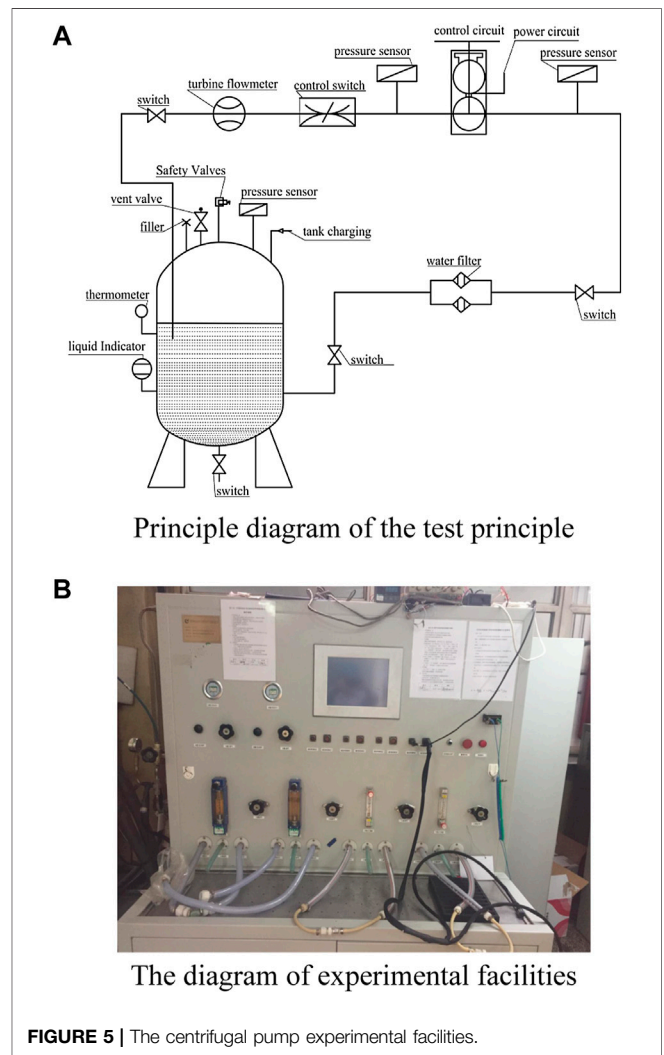 A
control circuit
power circuit
pressure sensor
pressure sensor
turbine flowmeter
control switch
switch
Safety Valves
vent valve
pressure sensor
filler
tank charging
water filter
thermometer
switch
liquid Indicator
switch
switch
Principle diagram of the test principle
B
The diagram of experimental facilities
FIGURE 5 | The centrifugal pump experimental facilities.